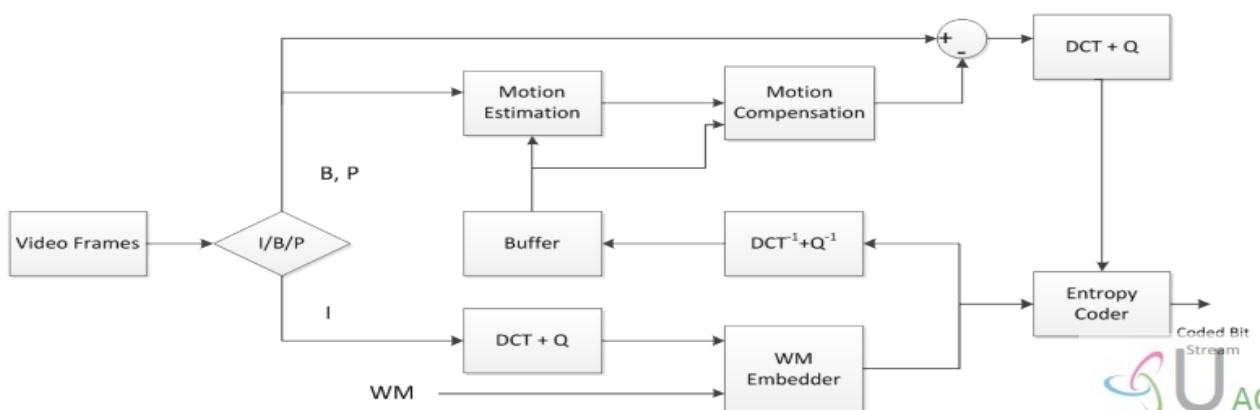 +
-
DCT + Q
Motion
Estimation
Motion
Compensation
B, P
Video Frames
I/B/P
Buffer
DCT⁻¹+Q⁻¹
Entropy
Coder
I
DCT + Q
WM
Embedder
WM
Coded Bit
Stream
U AC